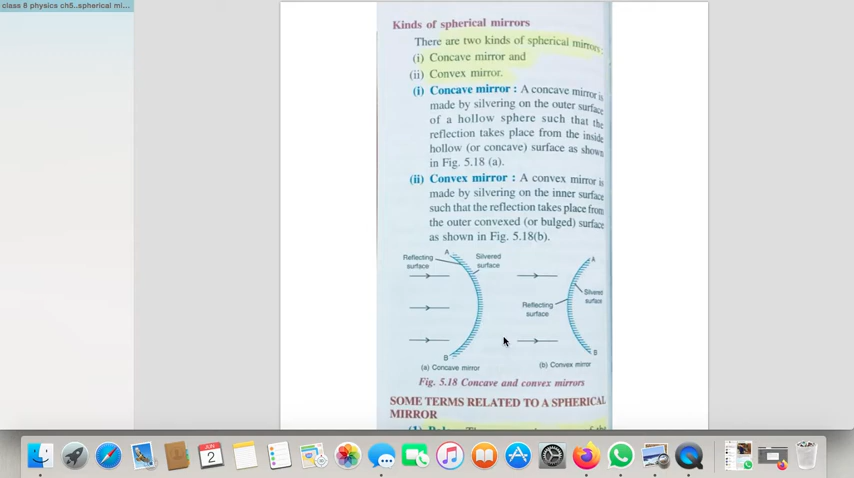 class 8 physics ch5..spherical mi...
Kinds of spherical mirrors
There are two kinds of spherical mirrors:
(i) Concave mirror and
(ii) Convex mirror.
(i) Concave mirror : A concave mirror is
made by silvering on the outer surface
of a hollow sphere such that the
reflection takes place from the inside
hollow (or concave) surface as shown
in Fig. 5.18 (a).
(ii) Convex mirror : A convex mirror is
made by silvering on the inner surface
such that the reflection takes place from
the outer convexed (or bulged) surface
as shown in Fig. 5.18(b).
A
Reflecting
surface
Silvered
surface
B
(a) Concave mirror
A
Silvered
surface
Reflecting
surface
B
(b) Convex mirror
Fig. 5.18 Concave and convex mirrors
SOME TERMS RELATED TO A SPHERICAL
MIRROR
JUN
2